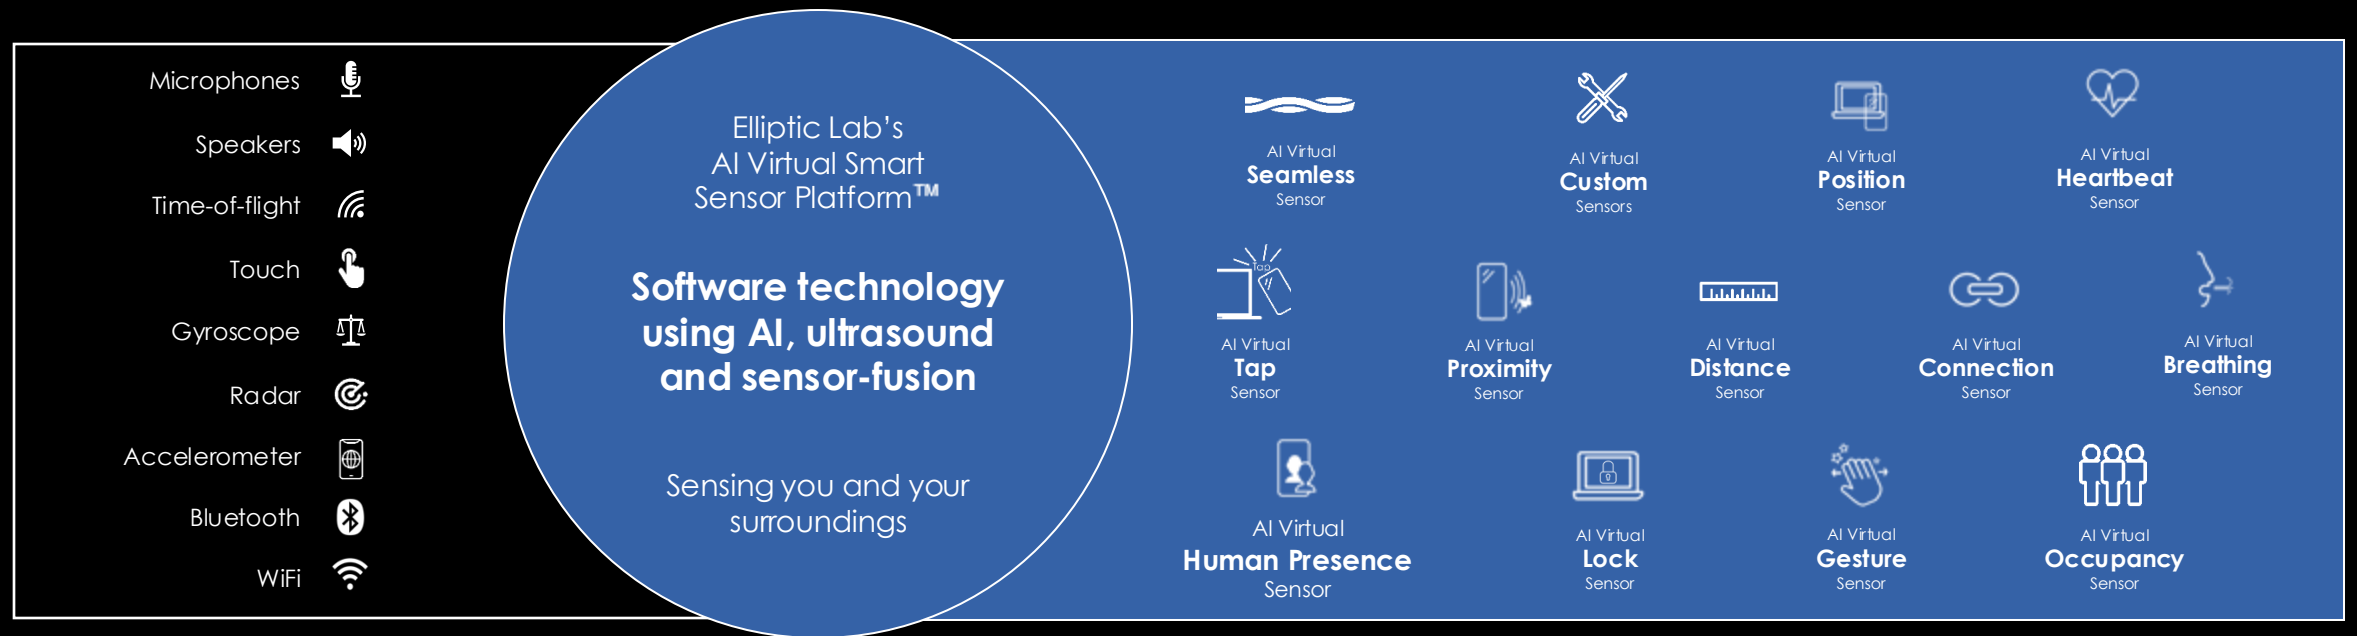 Microphones
Speakers
Time-of-flight
Touch
Gyroscope
Radar
Accelerometer
Bluetooth
WiFi
Elliptic Lab’s
AI Virtual Smart
Sensor Platform™
Software technology
using AI, ultrasound
and sensor-fusion
Sensing you and your
surroundings
AI Virtual
Seamless
Sensor
AI Virtual
Custom
Sensors
AI Virtual
Position
Sensor
AI Virtual
Heartbeat
Sensor
Tap
AI Virtual
Tap
Sensor
AI Virtual
Proximity
Sensor
AI Virtual
Distance
Sensor
AI Virtual
Connection
Sensor
AI Virtual
Breathing
Sensor
AI Virtual
Human Presence
Sensor
AI Virtual
Lock
Sensor
AI Virtual
Gesture
Sensor
AI Virtual
Occupancy
Sensor